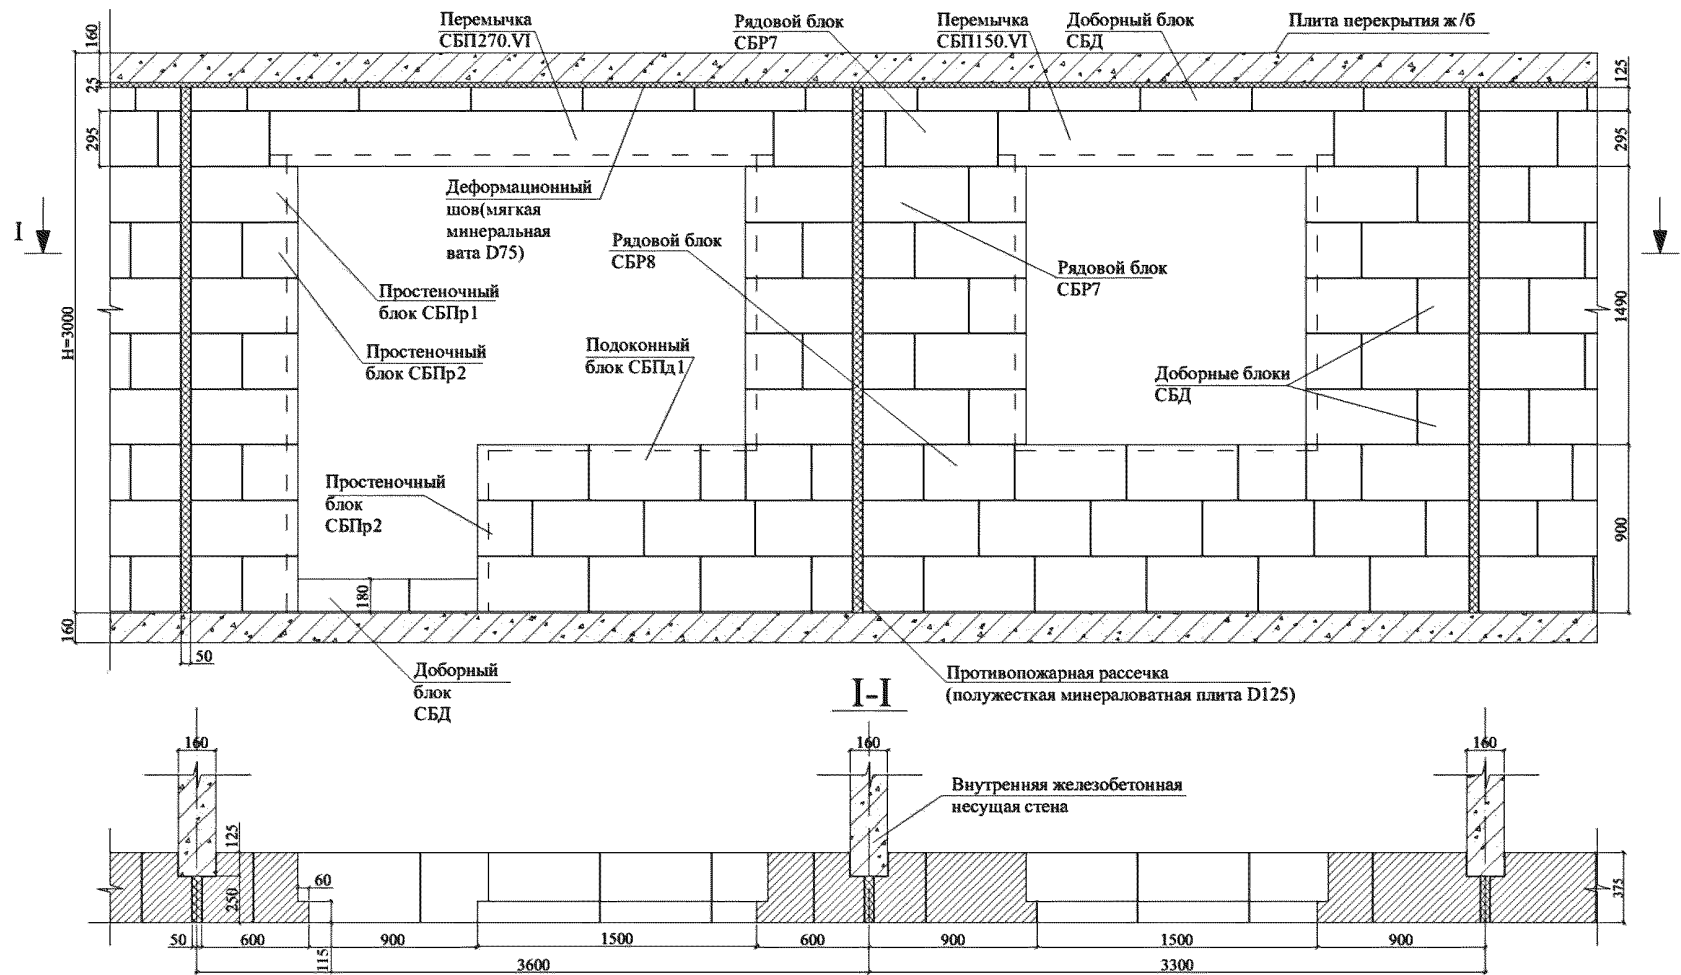 Перемычка
СБП270.VI
Рядовой блок
СБР7
Перемычка
СБП150.VI
Доборный блок
СБД
Плита перекрытия ж/б
160
25
295
125
295
Деформационный
шов(мягкая
минеральная
вата D75)
I
I
Рядовой блок
СБР8
Рядовой блок
СБР7
Простеночный
блок СБПр1
H=3000
1490
Простеночный
блок СБПр2
Подоконный
блок СБПд1
Доборные блоки
СБД
Простеночный
блок
СБПр2
900
180
160
50
Доборный
блок
СБД
Противопожарная рассечка
(полужесткая минераловатная плита D125)
I-I
160
160
160
Внутренняя железобетонная
несущая стена
125
60
250
375
50
600
900
1500
600
900
1500
900
115
3600
3300